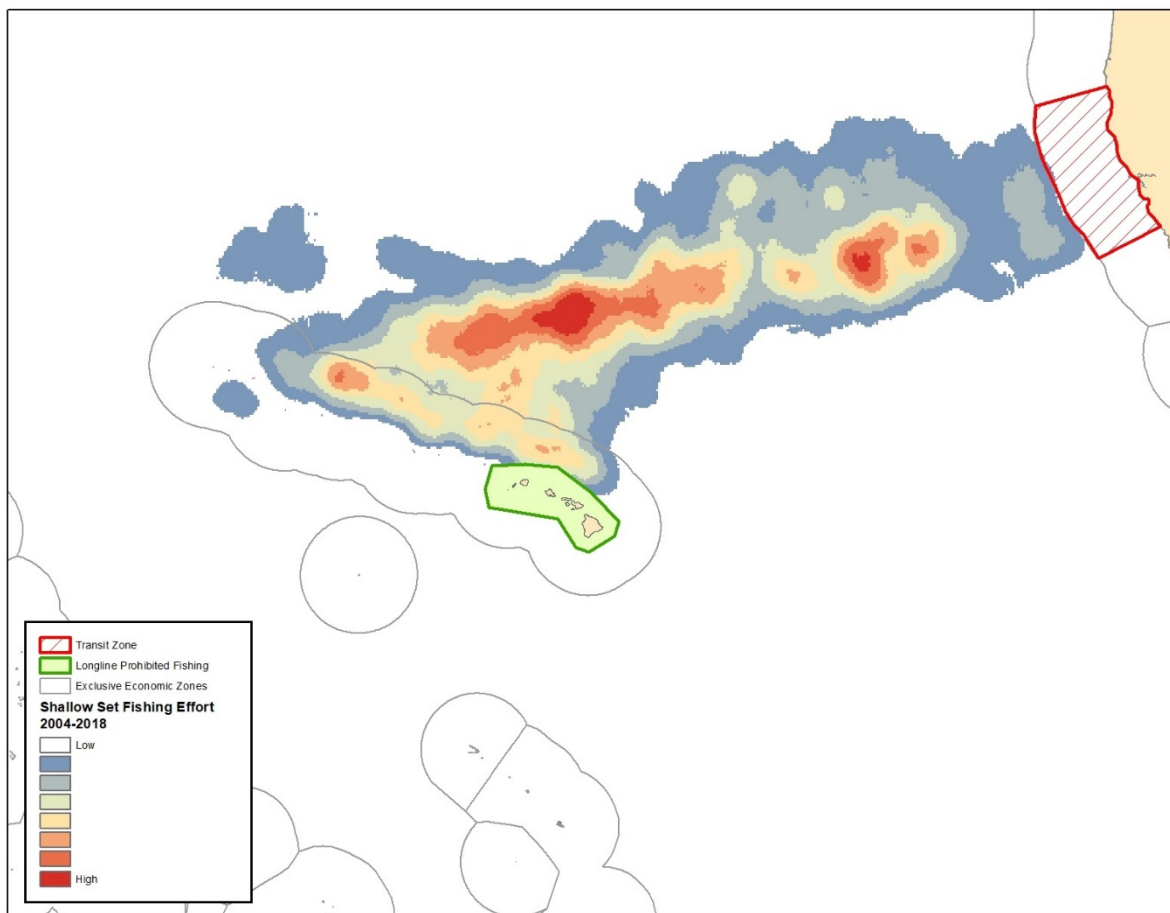 Transit Zone
Longline Prohibited Fishing
Exclusive Economic Zones
Shallow Set Fishing Effort
2004-2018
Low
High